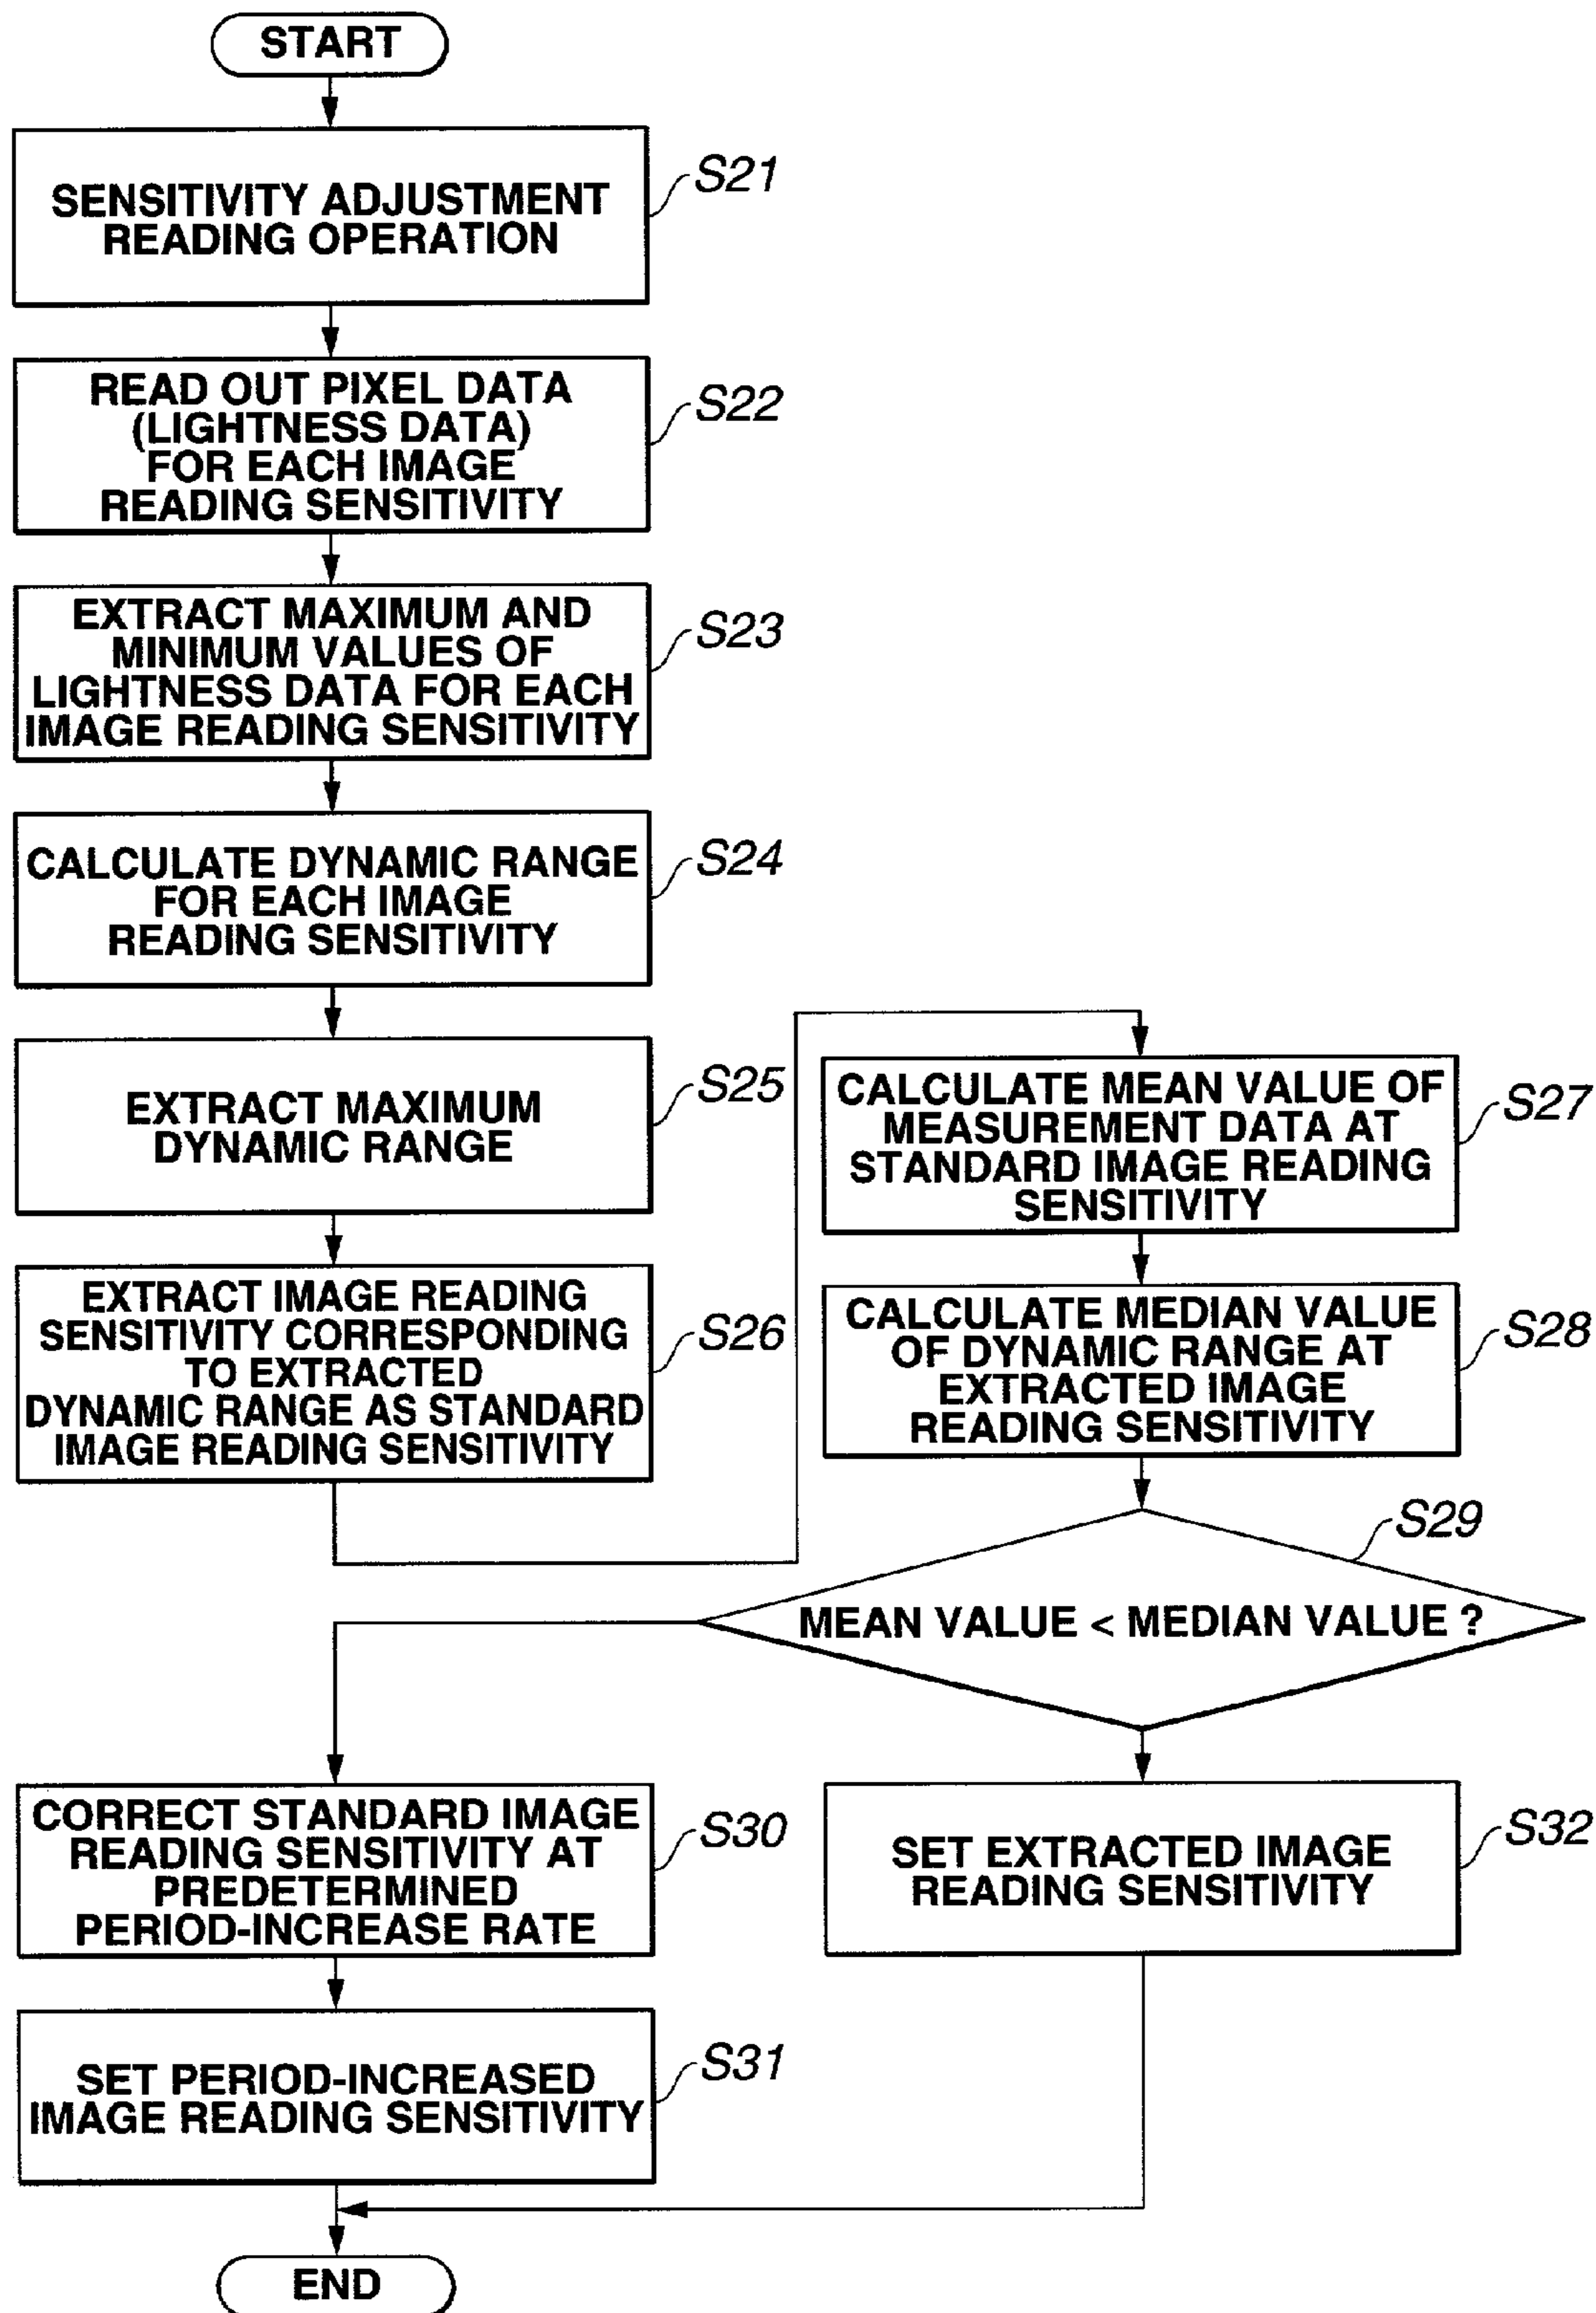 START
SENSITIVITY ADJUSTMENT
READING OPERATION
S21
READ OUT PIXEL DATA
(LIGHTNESS DATA)
FOR EACH IMAGE
READING SENSITIVITY
S22
EXTRACT MAXIMUM AND
MINIMUM VALUES OF
LIGHTNESS DATA FOR EACH
IMAGE READING SENSITIVITY
S23
CALCULATE DYNAMIC RANGE
FOR EACH IMAGE
READING SENSITIVITY
S24
EXTRACT MAXIMUM
DYNAMIC RANGE
S25
EXTRACT IMAGE READING
SENSITIVITY CORRESPONDING
TO EXTRACTED
DYNAMIC RANGE AS STANDARD
IMAGE READING SENSITIVITY
S26
CALCULATE MEAN VALUE OF
MEASUREMENT DATA AT
STANDARD IMAGE READING
SENSITIVITY
S27
CALCULATE MEDIAN VALUE
OF DYNAMIC RANGE AT
EXTRACTED IMAGE
READING SENSITIVITY
S28
S29
MEAN VALUE < MEDIAN VALUE ?
CORRECT STANDARD IMAGE
READING SENSITIVITY AT
PREDETERMINED
PERIOD-INCREASE RATE
S30
SET PERIOD-INCREASED
IMAGE READING SENSITIVITY
S31
SET EXTRACTED IMAGE
READING SENSITIVITY
S32
END